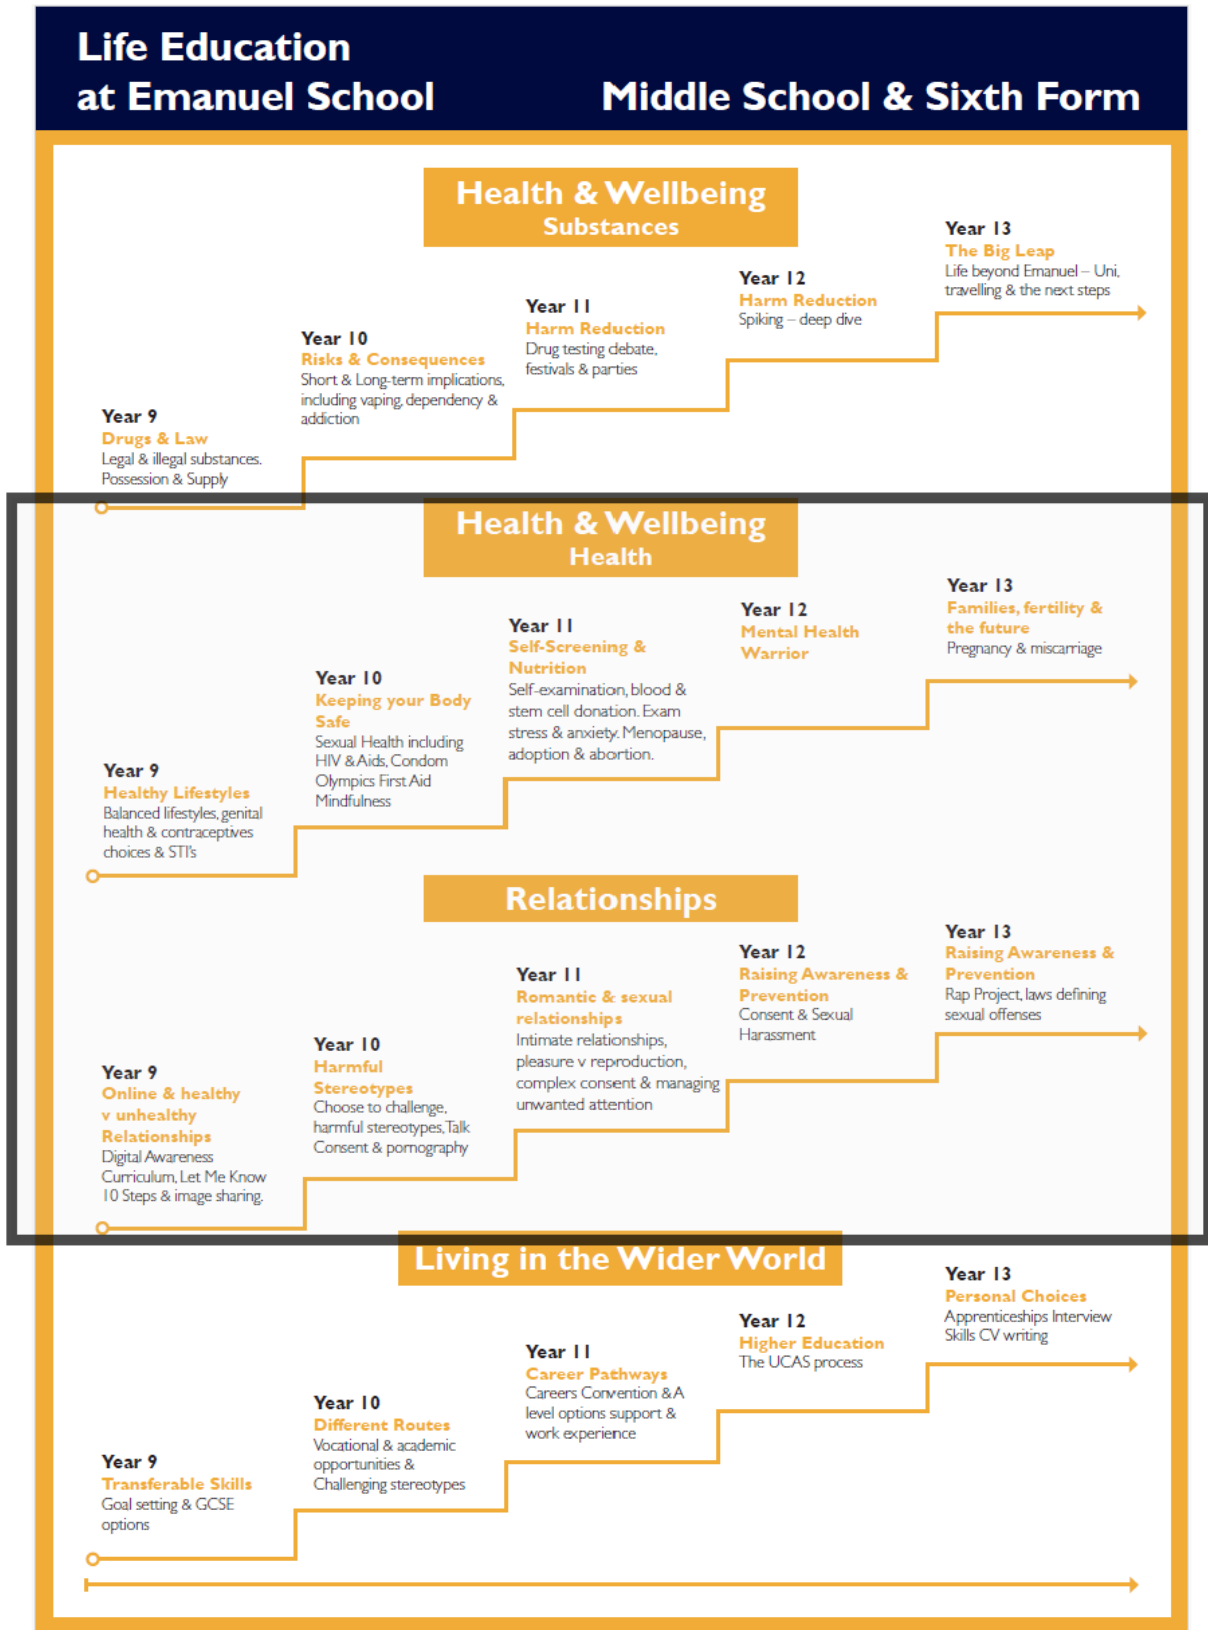 Life Education
at Emanuel School
Middle School & Sixth Form
Health & Wellbeing
Substances
Year 9
Drugs & Law
Legal & illegal substances.
Possession & Supply
Year 10
Risks & Consequences
Short & Long-term implications,
including vaping, dependency &
addiction
Year 11
Harm Reduction
Drug testing debate,
festivals & parties
Year 12
Harm Reduction
Spiking – deep dive
Year 13
The Big Leap
Life beyond Emanuel – Uni,
travelling & the next steps
Health & Wellbeing
Health
Year 9
Healthy Lifestyles
Balanced lifestyles, genital
health & contraceptives
choices & STI's
Year 10
Keeping your Body
Safe
Sexual Health including
HIV & Aids, Condom
Olympics First Aid
Mindfulness
Year 11
Self-Screening &
Nutrition
Self-examination, blood &
stem cell donation. Exam
stress & anxiety. Menopause,
adoption & abortion.
Year 12
Mental Health
Warrior
Year 13
Families, fertility &
the future
Pregnancy & miscarriage
Relationships
Year 9
Online & healthy
v unhealthy
Relationships
Digital Awareness
Curriculum, Let Me Know
10 Steps & image sharing.
Year 10
Harmful
Stereotypes
Choose to challenge,
harmful stereotypes, Talk
Consent & pornography
Year 11
Romantic & sexual
relationships
Intimate relationships,
pleasure v reproduction,
complex consent & managing
unwanted attention
Year 12
Raising Awareness &
Prevention
Consent & Sexual
Harassment
Year 13
Raising Awareness &
Prevention
Rap Project, laws defining
sexual offenses
Living in the Wider World
Year 9
Transferable Skills
Goal setting & GCSE
options
Year 10
Different Routes
Vocational & academic
opportunities &
Challenging stereotypes
Year 11
Career Pathways
Careers Convention & A
level options support &
work experience
Year 12
Higher Education
The UCAS process
Year 13
Personal Choices
Apprenticeships Interview
Skills CV writing